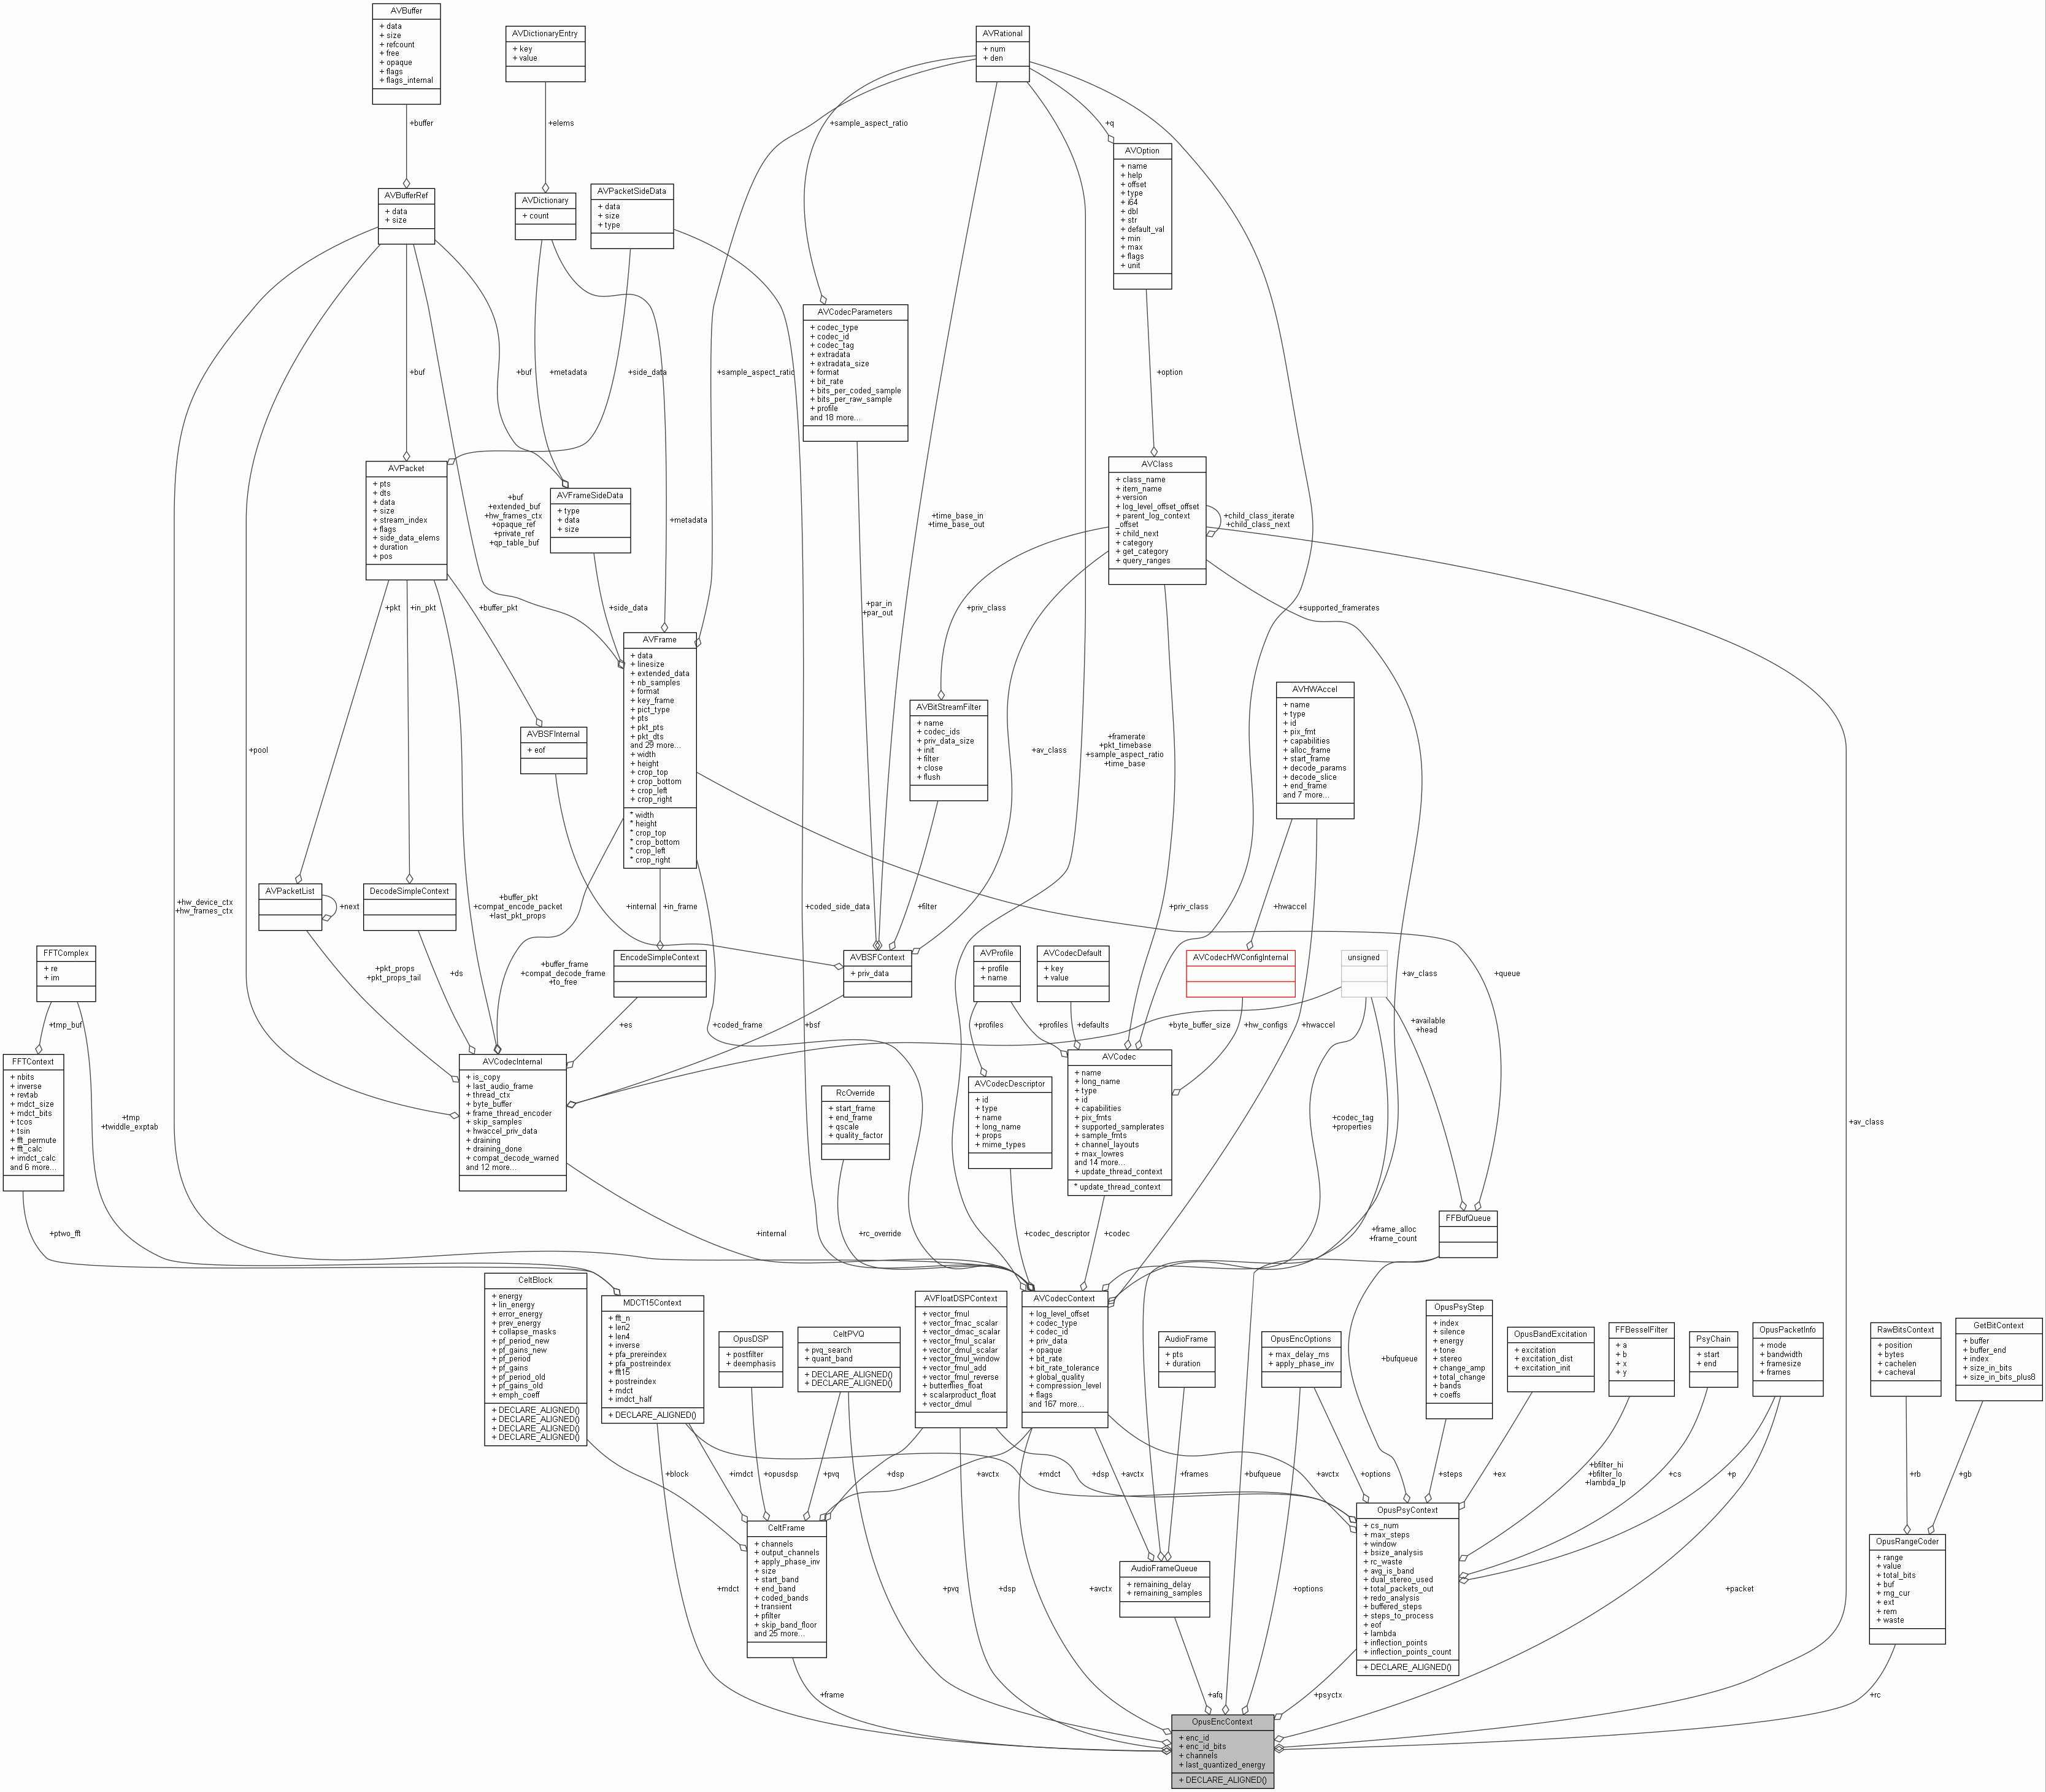 AVBuffer
+ data
+ size
+ refcount
+ free
+ opaque
+ flags
+ flags_internal
AVDictionaryEntry
+ key
+ value
AVRational
+ num
+ den
+buffer
+elems
+sample_aspect_ratio
+q
AVOption
+ name
+ help
+ offset
+ type
+ i64
+ dbl
+ str
+ default_val
+ min
+ max
+ flags
+ unit
AVBufferRef
+ data
+ size
AVDictionary
+ count
AVPacketSideData
+ data
+ size
+ type
AVCodecParameters
+ codec_type
+ codec_id
+ codec_tag
+ extradata
+ extradata_size
+ format
+ bit_rate
+ bits_per_coded_sample
+ bits_per_raw_sample
+ profile
and 18 more...
+buf
+buf
+metadata
+side_data
+sample_aspect_ratio
+option
AVPacket
+ pts
+ dts
+ data
+ size
+ stream_index
+ flags
+ side_data_elems
+ duration
+ pos
+buf
+extended_buf
+hw_frames_ctx
+opaque_ref
+private_ref
+qp_table_buf
AVFrameSideData
+ type
+ data
+ size
+metadata
+time_base_in
+time_base_out
AVClass
+ class_name
+ item_name
+ version
+ log_level_offset_offset
+ parent_log_context
_offset
+ child_next
+ category
+ get_category
+ query_ranges
+child_class_iterate
+child_class_next
+pkt
+in_pkt
+buffer_pkt
+side_data
+par_in
+par_out
+priv_class
+supported_framerates
AVFrame
+ data
+ linesize
+ extended_data
+ nb_samples
+ format
+ key_frame
+ pict_type
+ pts
+ pkt_pts
+ pkt_dts
and 29 more...
+ width
+ height
+ crop_top
+ crop_bottom
+ crop_left
+ crop_right
* width
* height
* crop_top
* crop_bottom
* crop_left
* crop_right
AVBSFInternal
+ eof
AVBitStreamFilter
+ name
+ codec_ids
+ priv_data_size
+ init
+ filter
+ close
+ flush
AVHWAccel
+ name
+ type
+ id
+ pix_fmt
+ capabilities
+ alloc_frame
+ start_frame
+ decode_params
+ decode_slice
+ end_frame
and 7 more...
+pool
+av_class
+framerate
+pkt_timebase
+sample_aspect_ratio
+time_base
AVPacketList
+next
DecodeSimpleContext
+hw_device_ctx
+hw_frames_ctx
+buffer_pkt
+compat_encode_packet
+last_pkt_props
+internal
+in_frame
+coded_side_data
+filter
+priv_class
+hwaccel
FFTComplex
+ re
+ im
+pkt_props
+pkt_props_tail
+ds
+buffer_frame
+compat_decode_frame
+to_free
EncodeSimpleContext
AVBSFContext
+ priv_data
AVProfile
+ profile
+ name
AVCodecDefault
+ key
+ value
AVCodecHWConfigInternal
unsigned
+av_class
+queue
+tmp_buf
+es
+coded_frame
+bsf
+profiles
+profiles
+defaults
+byte_buffer_size
+hw_configs
+hwaccel
+available
+head
FFTContext
+ nbits
+ inverse
+ revtab
+ mdct_size
+ mdct_bits
+ tcos
+ tsin
+ fft_permute
+ fft_calc
+ imdct_calc
and 6 more...
+tmp
+twiddle_exptab
AVCodecInternal
+ is_copy
+ last_audio_frame
+ thread_ctx
+ byte_buffer
+ frame_thread_encoder
+ skip_samples
+ hwaccel_priv_data
+ draining
+ draining_done
+ compat_decode_warned
and 12 more...
RcOverride
+ start_frame
+ end_frame
+ qscale
+ quality_factor
AVCodecDescriptor
+ id
+ type
+ name
+ long_name
+ props
+ mime_types
AVCodec
+ name
+ long_name
+ type
+ id
+ capabilities
+ pix_fmts
+ supported_samplerates
+ sample_fmts
+ channel_layouts
+ max_lowres
and 14 more...
+ update_thread_context
* update_thread_context
+codec_tag
+properties
+av_class
FFBufQueue
+ptwo_fft
+internal
+rc_override
+codec_descriptor
+codec
+frame_alloc
+frame_count
CeltBlock
+ energy
+ lin_energy
+ error_energy
+ prev_energy
+ collapse_masks
+ pf_period_new
+ pf_gains_new
+ pf_period
+ pf_gains
+ pf_period_old
+ pf_gains_old
+ emph_coeff
+ DECLARE_ALIGNED()
+ DECLARE_ALIGNED()
+ DECLARE_ALIGNED()
+ DECLARE_ALIGNED()
MDCT15Context
+ fft_n
+ len2
+ len4
+ inverse
+ pfa_prereindex
+ pfa_postreindex
+ fft15
+ postreindex
+ mdct
+ imdct_half
+ DECLARE_ALIGNED()
OpusDSP
+ postfilter
+ deemphasis
CeltPVQ
+ pvq_search
+ quant_band
+ DECLARE_ALIGNED()
+ DECLARE_ALIGNED()
AVFloatDSPContext
+ vector_fmul
+ vector_fmac_scalar
+ vector_dmac_scalar
+ vector_fmul_scalar
+ vector_dmul_scalar
+ vector_fmul_window
+ vector_fmul_add
+ vector_fmul_reverse
+ butterflies_float
+ scalarproduct_float
+ vector_dmul
AVCodecContext
+ log_level_offset
+ codec_type
+ codec_id
+ priv_data
+ opaque
+ bit_rate
+ bit_rate_tolerance
+ global_quality
+ compression_level
+ flags
and 167 more...
AudioFrame
+ pts
+ duration
OpusEncOptions
+ max_delay_ms
+ apply_phase_inv
+bufqueue
OpusPsyStep
+ index
+ silence
+ energy
+ tone
+ stereo
+ change_amp
+ total_change
+ bands
+ coeffs
OpusBandExcitation
+ excitation
+ excitation_dist
+ excitation_init
FFBesselFilter
+ a
+ b
+ x
+ y
PsyChain
+ start
+ end
OpusPacketInfo
+ mode
+ bandwidth
+ framesize
+ frames
RawBitsContext
+ position
+ bytes
+ cachelen
+ cacheval
GetBitContext
+ buffer
+ buffer_end
+ index
+ size_in_bits
+ size_in_bits_plus8
+block
+imdct
+opusdsp
+pvq
+dsp
+avctx
+mdct
+dsp
+avctx
+frames
+bufqueue
+avctx
+options
+steps
+ex
+bfilter_hi
+bfilter_lo
+lambda_lp
+cs
+p
+rb
+gb
CeltFrame
+ channels
+ output_channels
+ apply_phase_inv
+ size
+ start_band
+ end_band
+ coded_bands
+ transient
+ pfilter
+ skip_band_floor
and 25 more...
AudioFrameQueue
+ remaining_delay
+ remaining_samples
OpusPsyContext
+ cs_num
+ max_steps
+ window
+ bsize_analysis
+ rc_waste
+ avg_is_band
+ dual_stereo_used
+ total_packets_out
+ redo_analysis
+ buffered_steps
+ steps_to_process
+ eof
+ lambda
+ inflection_points
+ inflection_points_count
+ DECLARE_ALIGNED()
OpusRangeCoder
+ range
+ value
+ total_bits
+ buf
+ rng_cur
+ ext
+ rem
+ waste
+mdct
+pvq
+dsp
+avctx
+options
+packet
+frame
+afq
+psyctx
+rc
OpusEncContext
+ enc_id
+ enc_id_bits
+ channels
+ last_quantized_energy
+ DECLARE_ALIGNED()